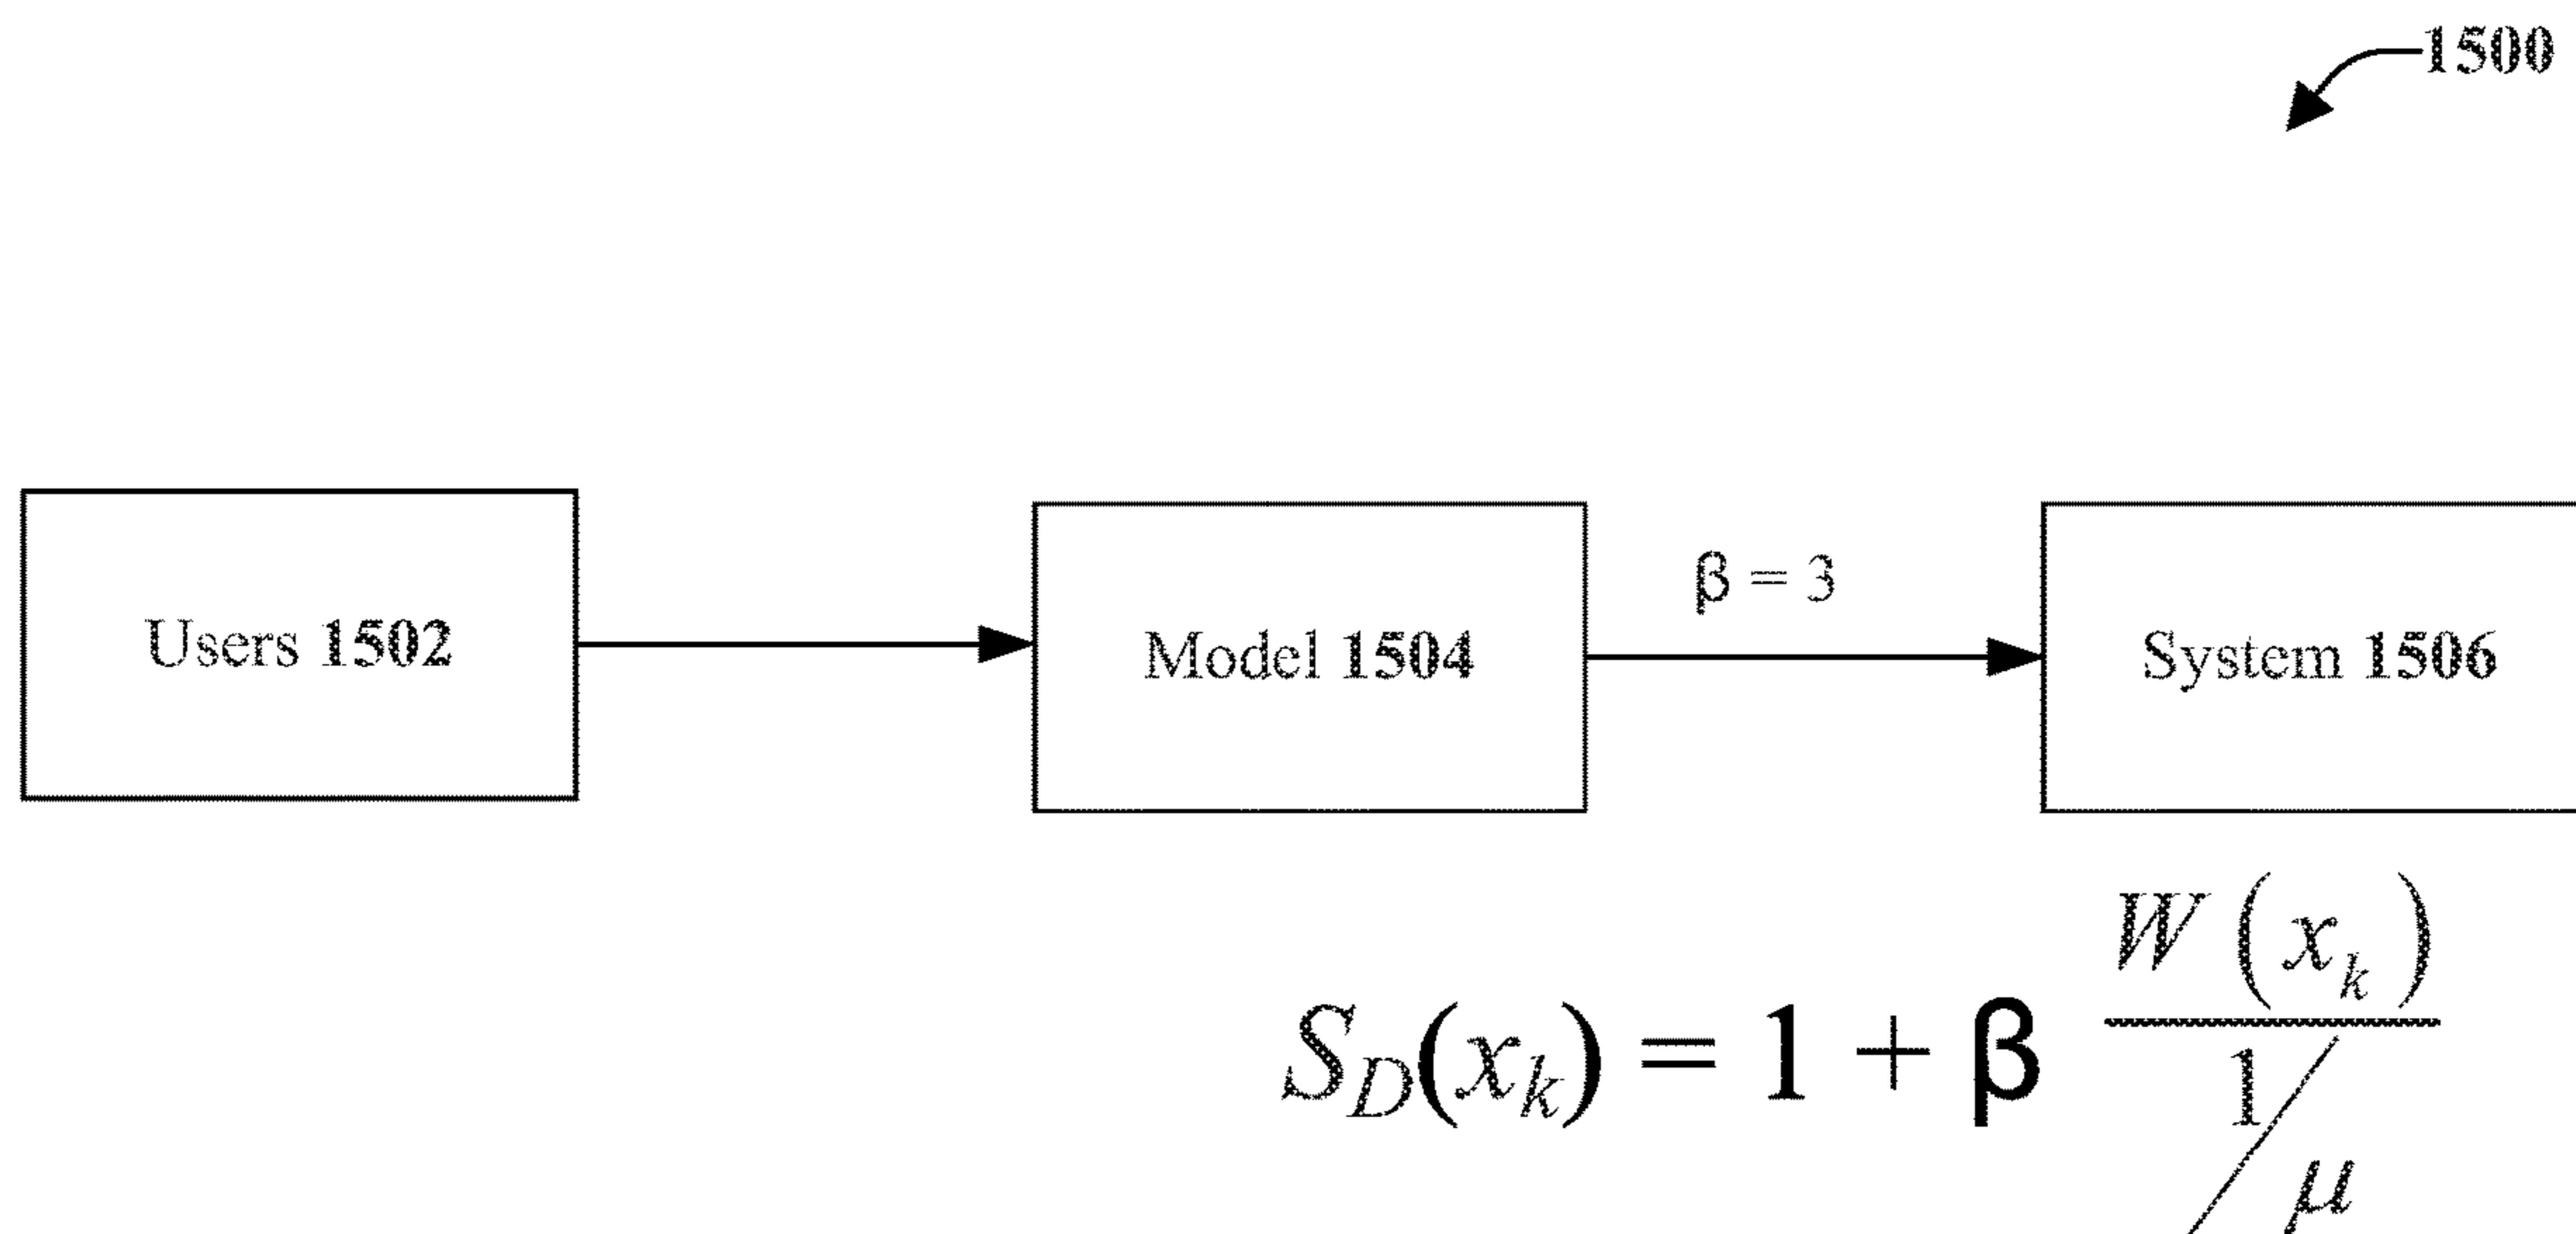 1500
β = 3
Users 1502
Model 1504
System 1506
S_D(x_k) = 1 + β W(x_k) / 1/μ